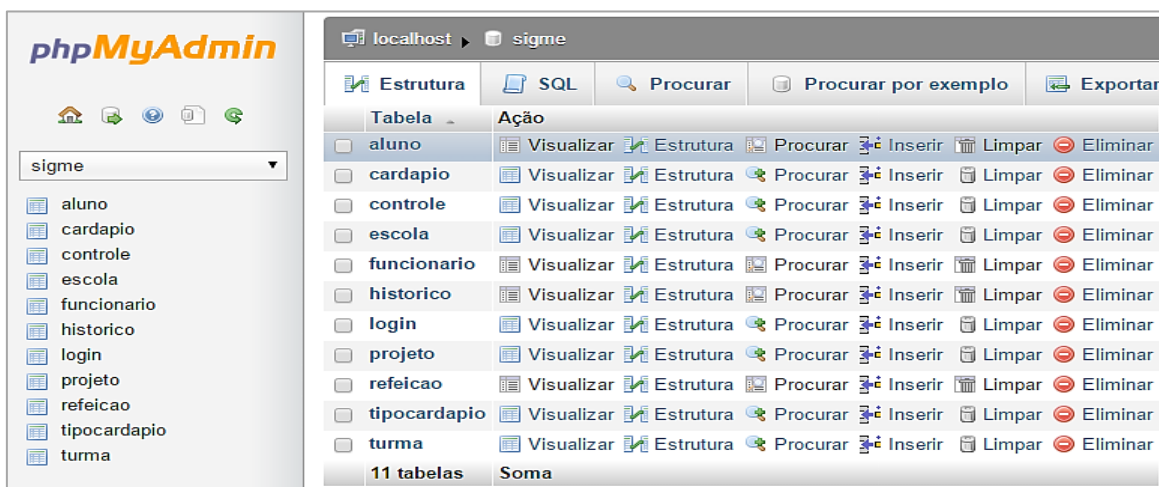 phpMyAdmin
sigme
aluno
cardapio
controle
escola
funcionario
historico
login
projeto
refeicao
tipocardapio
turma
localhost sigme
Estrutura SQL Procurar Procurar por exemplo Exportar
Tabela Ação
aluno Visualizar Estrutura Procurar Inserir Limpar Eliminar
cardapio Visualizar Estrutura Procurar Inserir Limpar Eliminar
controle Visualizar Estrutura Procurar Inserir Limpar Eliminar
escola Visualizar Estrutura Procurar Inserir Limpar Eliminar
funcionario Visualizar Estrutura Procurar Inserir Limpar Eliminar
historico Visualizar Estrutura Procurar Inserir Limpar Eliminar
login Visualizar Estrutura Procurar Inserir Limpar Eliminar
projeto Visualizar Estrutura Procurar Inserir Limpar Eliminar
refeicao Visualizar Estrutura Procurar Inserir Limpar Eliminar
tipocardapio Visualizar Estrutura Procurar Inserir Limpar Eliminar
turma Visualizar Estrutura Procurar Inserir Limpar Eliminar
11 tabelas Soma